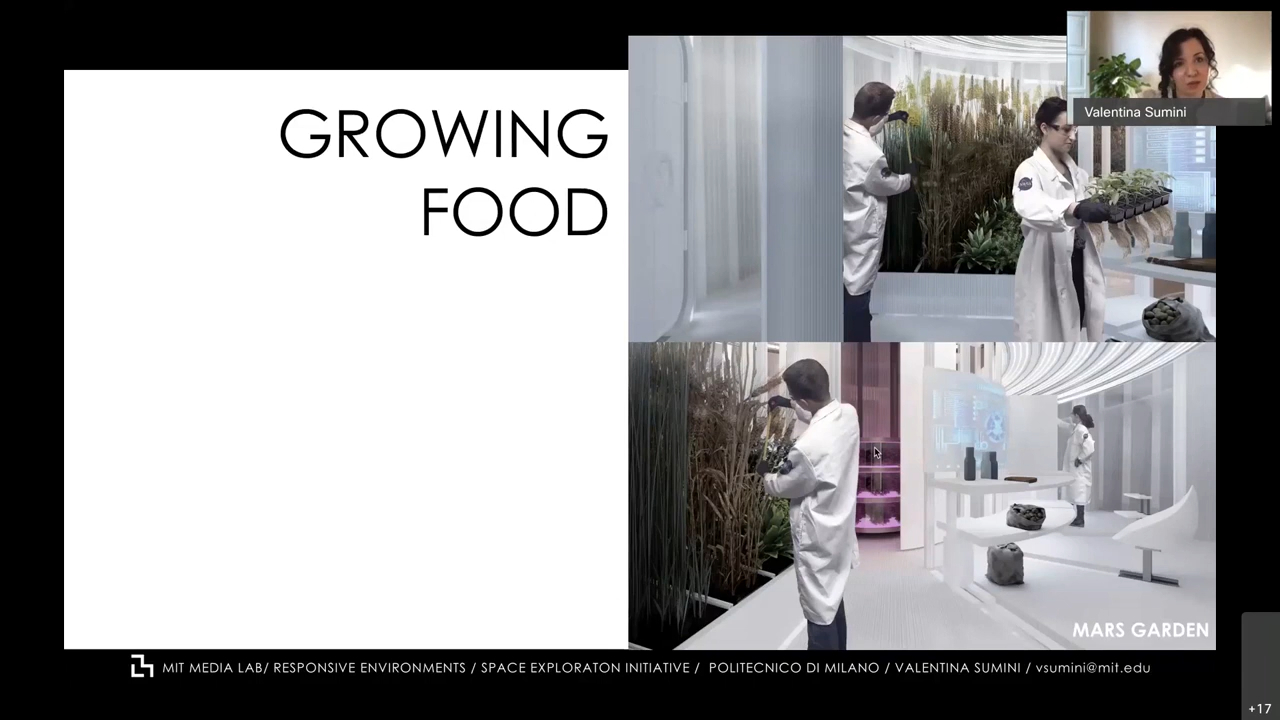 GROWING
FOOD
Valentina Sumini
MARS GARDEN
MIT MEDIA LAB/ RESPONSIVE ENVIRONMENTS / SPACE EXPLORATON INITIATIVE / POLITECNICO DI MILANO / VALENTINA SUMINI / vsumini@mit.edu
+17